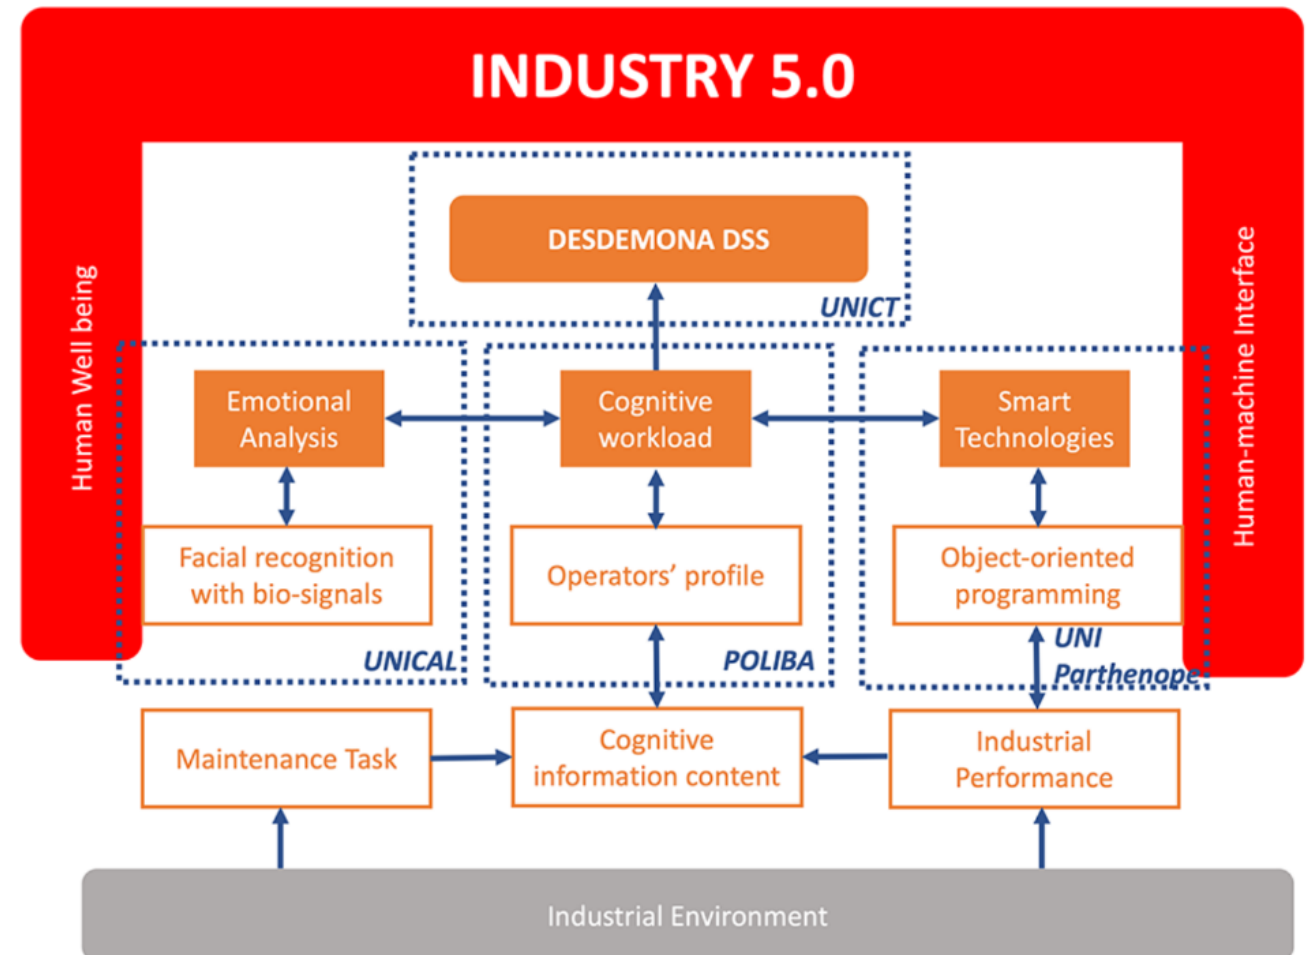 INDUSTRY 5.0
DESDEMONA DSS
UNICT
Human Well being
Human-machine Interface
Emotional
Analysis
Cognitive
workload
Smart
Technologies
Facial recognition
with bio-signals
Operators’ profile
Object-oriented
programming
UNICAL
POLIBA
UNI
Parthenope
Maintenance Task
Cognitive
information content
Industrial
Performance
Industrial Environment